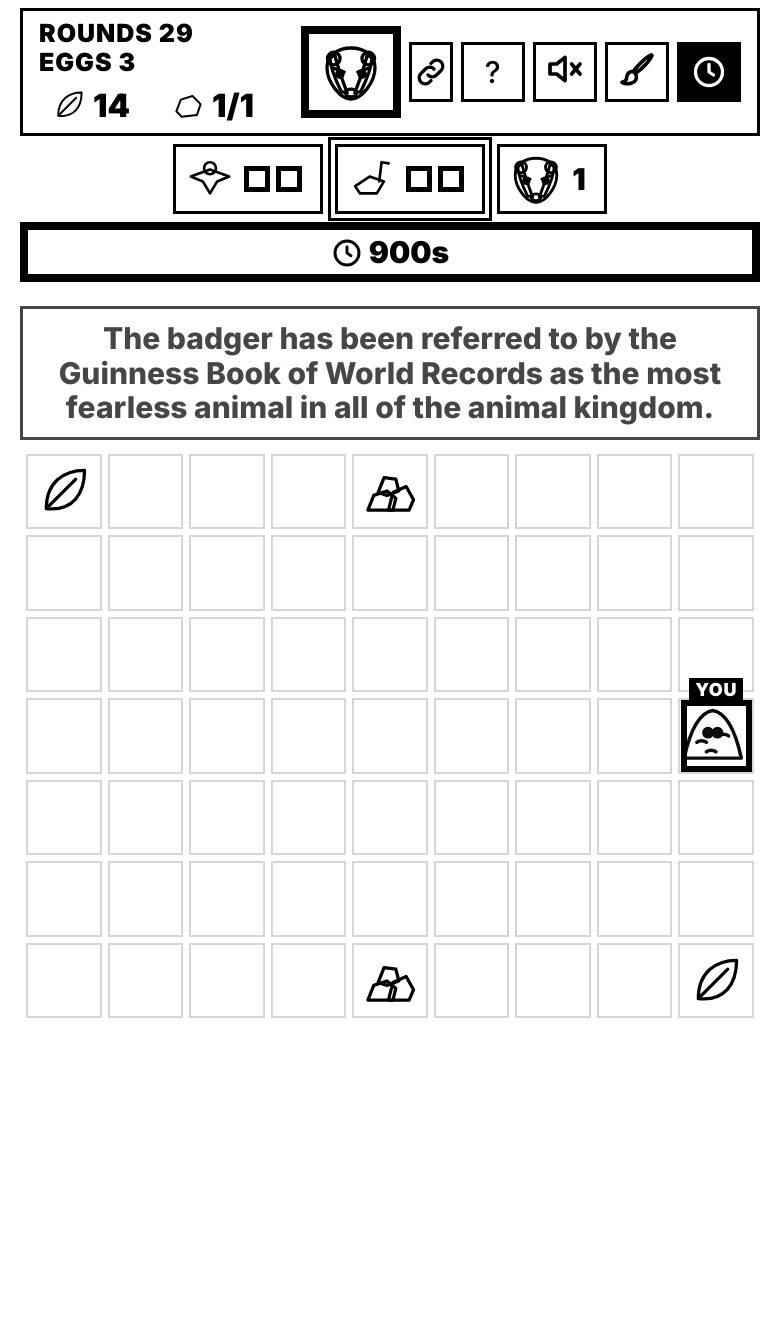 ROUNDS 29
EGGS 3
14 1/1
?
1
900s
The badger has been referred to by the
Guinness Book of World Records as the most
fearless animal in all of the animal kingdom.
YOU